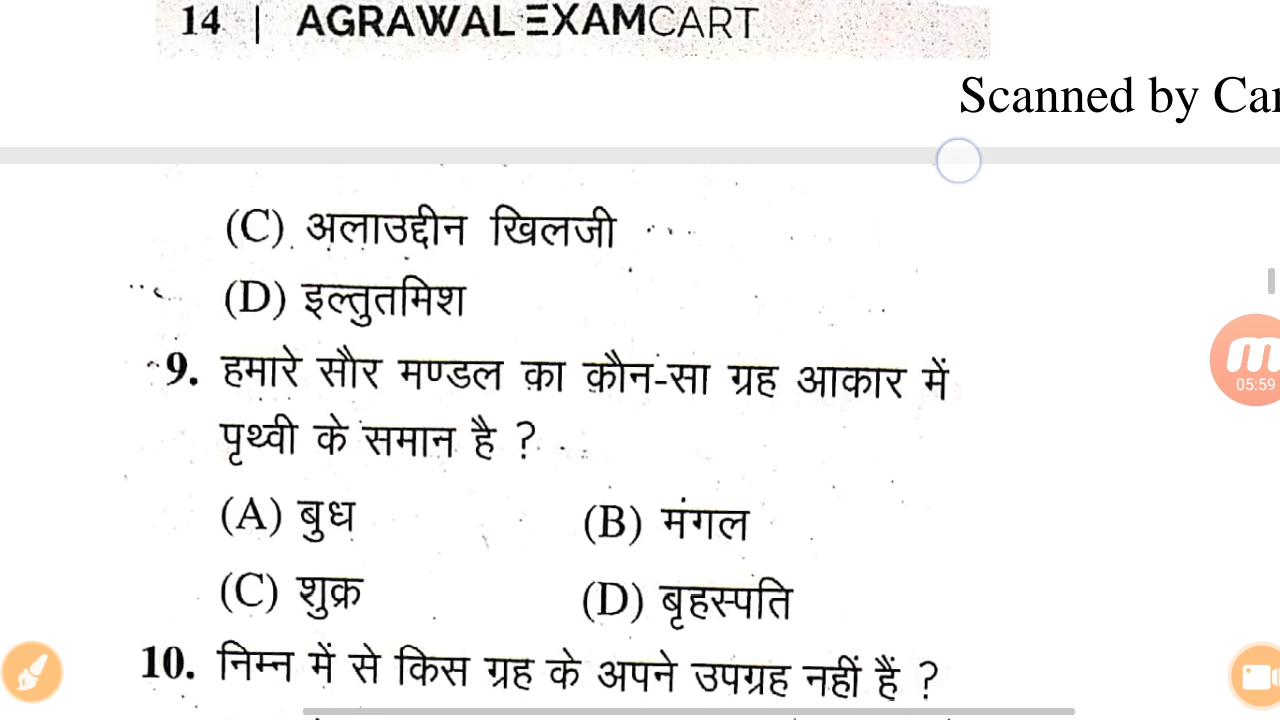 14 | AGRAWAL EXAMCART
Scanned by
(C) अलाउद्दीन खिलजी
(D) इल्तुतमिश
9. हमारे सौर मण्डल का कौन-सा ग्रह आकार में
पृथ्वी के समान है ?
(A) बुध (B) मंगल
(C) शुक्र (D) बृहस्पति
10. निम्न में से किस ग्रह के अपने उपग्रह नहीं हैं ?
05:59